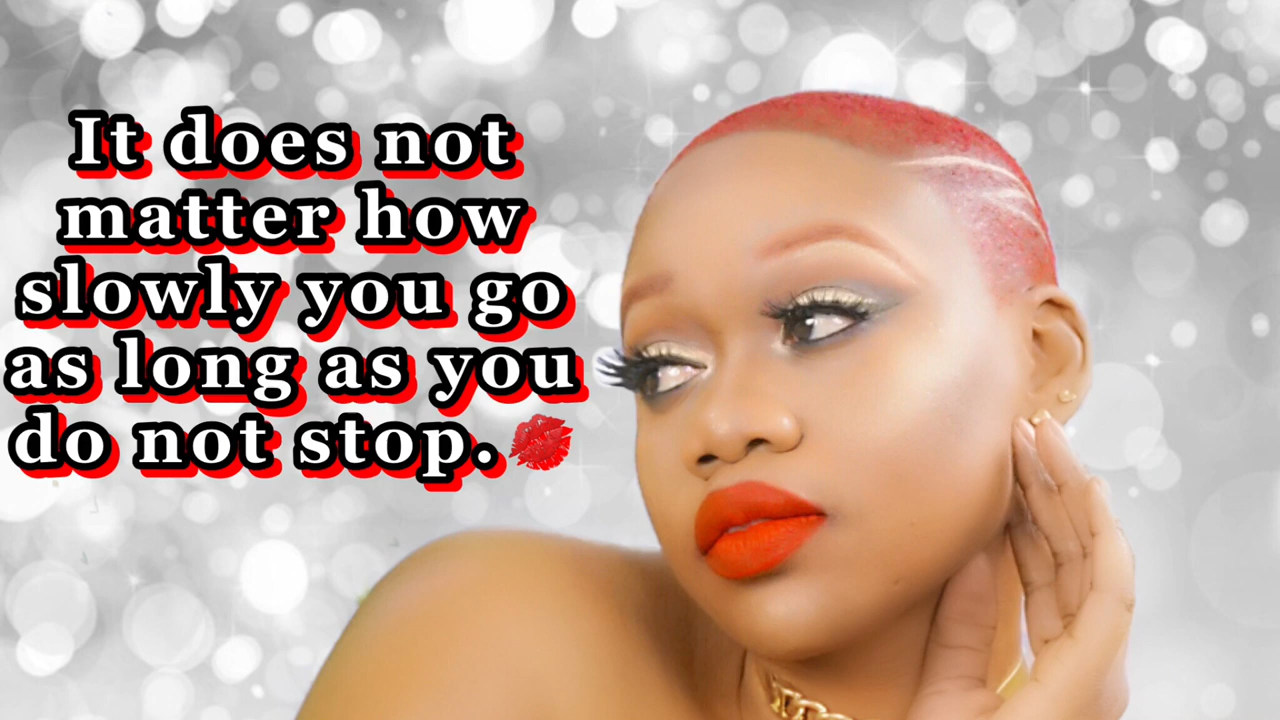 It does not
matter how
slowly you go
as long as you
do not stop.💋